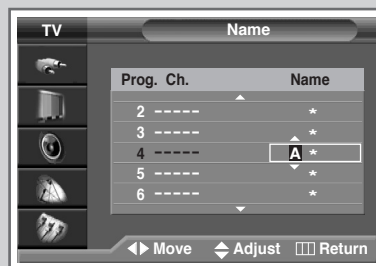 TV Name
Prog. Ch. Name
2 ----- *
3 ----- *
4 ----- A *
5 ----- *
6 ----- *
Move Adjust Return